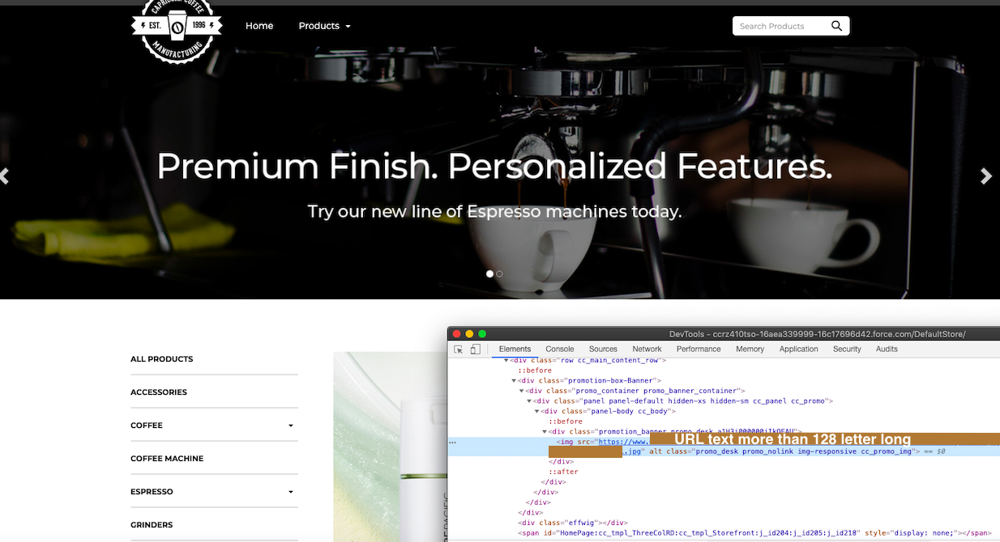 CAPRICORN COFFEE
EST. 1996
MANUFACTURING
Home
Products
Search Products
Premium Finish. Personalized Features.
Try our new line of Espresso machines today.
ALL PRODUCTS
ACCESSORIES
COFFEE
COFFEE MACHINE
ESPRESSO
GRINDERS
DevTools - ccrz410tso-16aea339999-16c17696d42.force.com/DefaultStore/
Elements Console Sources Network Performance Memory Application Security Audits
<div class="row cc_main_content_row">
::before
<div class="promotion-box-Banner">
<div class="promo_container promo_banner_container">
<div class="panel panel-default hidden-xs hidden-sm cc_panel cc_promo">
<div class="panel-body cc_body">
::before
<div class="promotion_banner promo_desk
<img src="https://www. URL text more than 128 letter long
.jpg" alt class="promo_desk promo_nolink img-responsive cc_promo_img"> == $0
</div>
::after
</div>
</div>
</div>
</div>
<div class="effwig"></div>
<span id="HomePage:cc_tmpl_ThreeColRD:cc_tmpl_Storefront:j_id204:j_id205:j_id218" style="display: none;"></span>